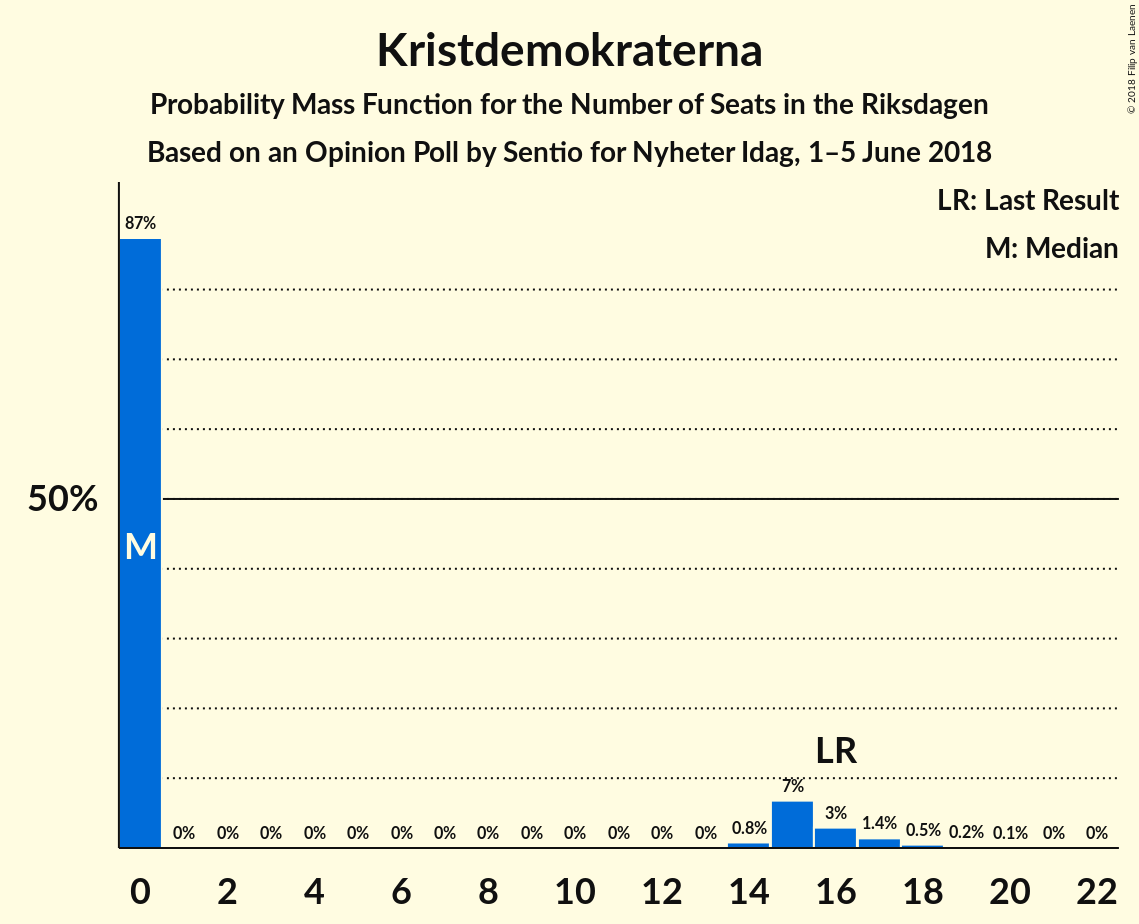 Kristdemokraterna
Probability Mass Function for the Number of Seats in the Riksdagen
Based on an Opinion Poll by Sentio for Nyheter Idag, 1–5 June 2018
© 2018 Filip van Laenen
LR: Last Result
M: Median
87%
50%
M
LR
0% 0% 0% 0% 0% 0% 0% 0% 0% 0% 0% 0% 0% 0.8% 7% 3% 1.4% 0.5% 0.2% 0.1% 0% 0%
0 2 4 6 8 10 12 14 16 18 20 22